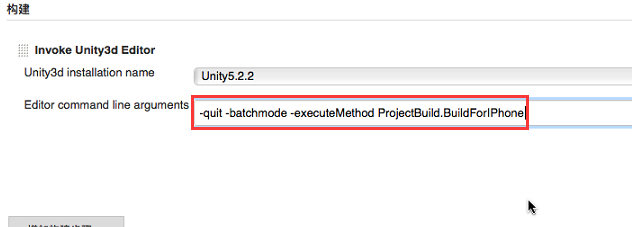 构建
Invoke Unity3d Editor
Unity3d installation name
Unity5.2.2
Editor command line arguments
-quit -batchmode -executeMethod ProjectBuild.BuildForIPhone